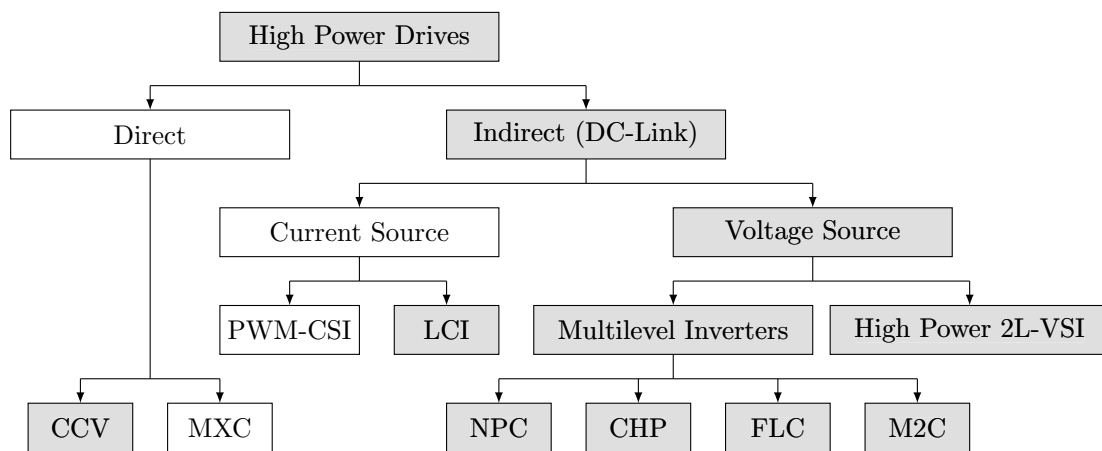 High Power Drives
Direct
Indirect (DC-Link)
Current Source
Voltage Source
PWM-CSI
LCI
Multilevel Inverters
High Power 2L-VSI
CCV
MXC
NPC
CHP
FLC
M2C